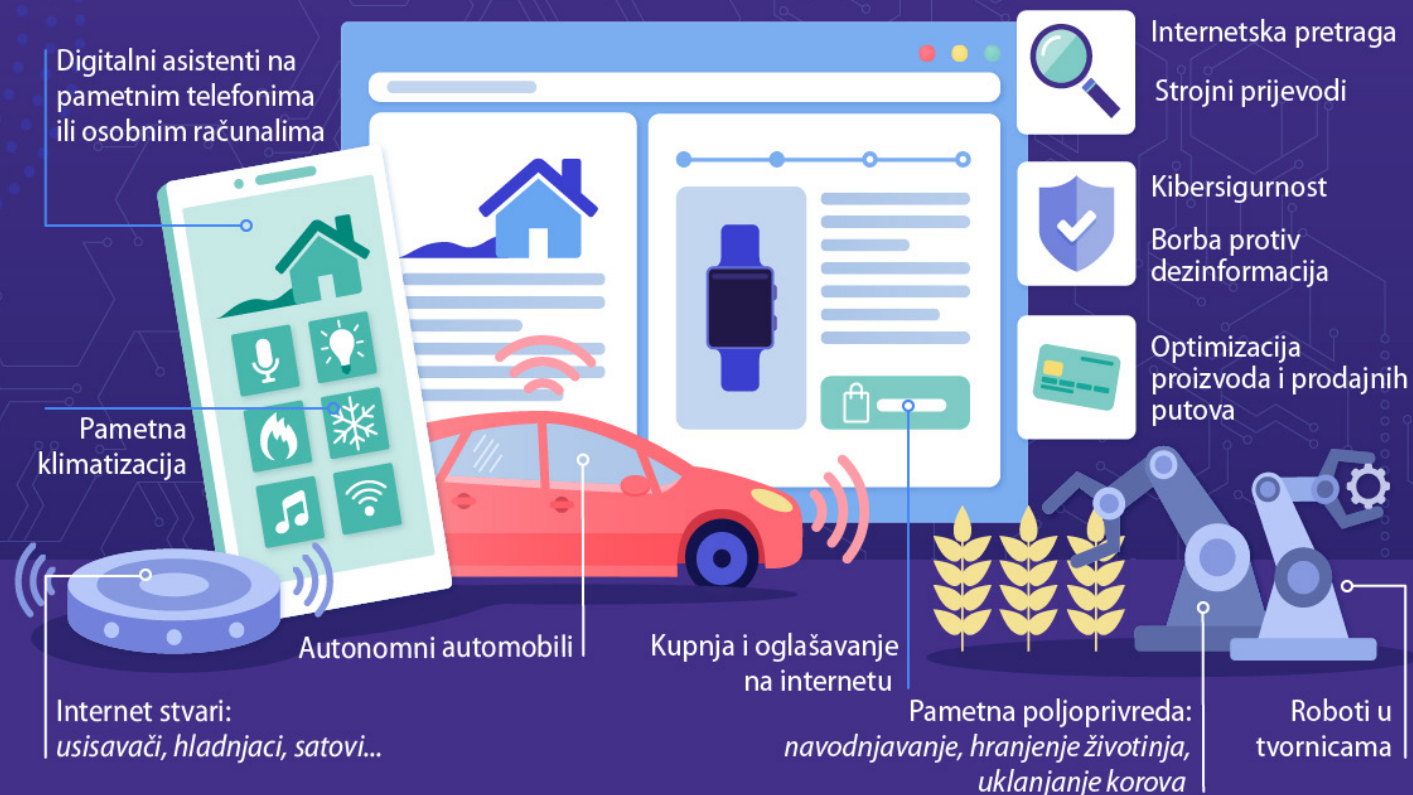 Digitalni asistenti na
pametnim telefonima
ili osobnim računalima
Internetska pretraga
Strojni prijevodi
Kibersigurnost
Borba protiv
dezinformacija
Optimizacija
proizvoda i prodajnih
putova
Pametna
klimatizacija
Autonomni automobili
Kupnja i oglašavanje
na internetu
Internet stvari:
usisavači, hladnjaci, satovi...
Pametna poljoprivreda:
navodnjavanje, hranjenje životinja,
uklanjanje korova
Roboti u
tvornicama